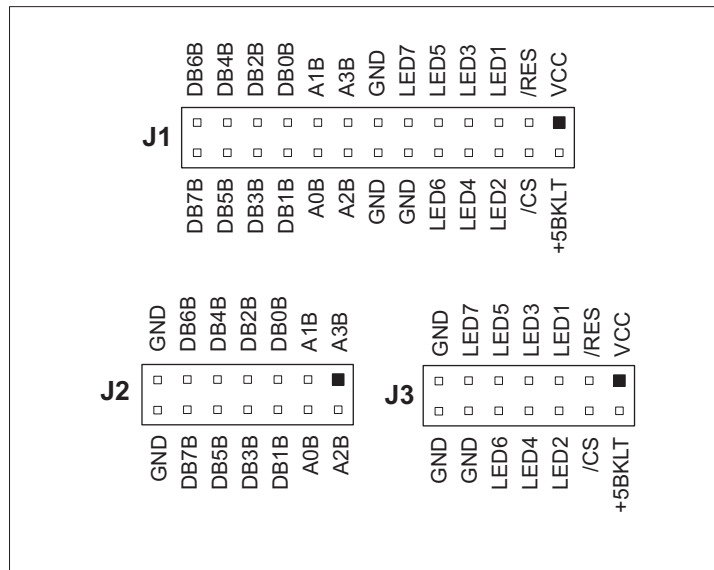 DB6B DB4B DB2B DB0B A1B A3B GND LED7 LED5 LED3 LED1 /RES VCC
J1
DB7B DB5B DB3B DB1B A0B A2B GND GND LED6 LED4 LED2 /CS +5BKLT
GND DB6B DB4B DB2B DB0B A1B A3B
J2
GND DB7B DB5B DB3B DB1B A0B A2B
GND LED7 LED5 LED3 LED1 /RES VCC
J3
GND GND LED6 LED4 LED2 /CS +5BKLT